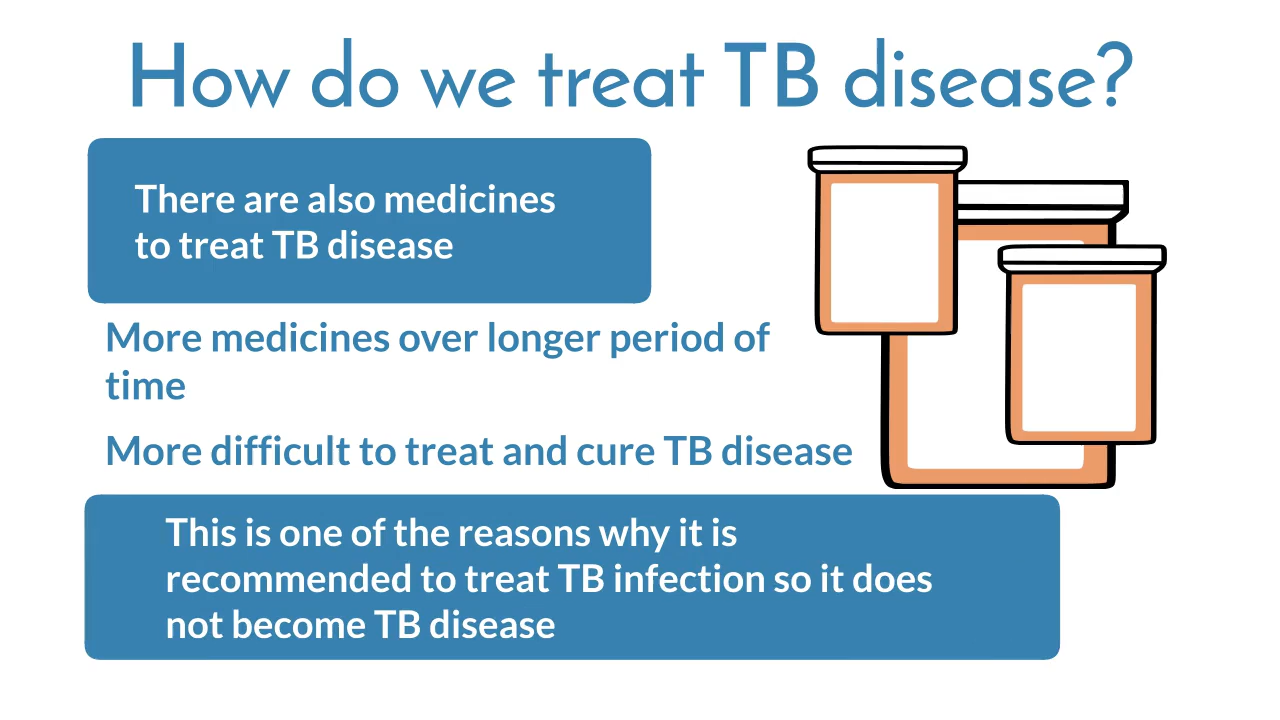 How do we treat TB disease?
There are also medicines
to treat TB disease
More medicines over longer period of
time
More difficult to treat and cure TB disease
This is one of the reasons why it is
recommended to treat TB infection so it does
not become TB disease